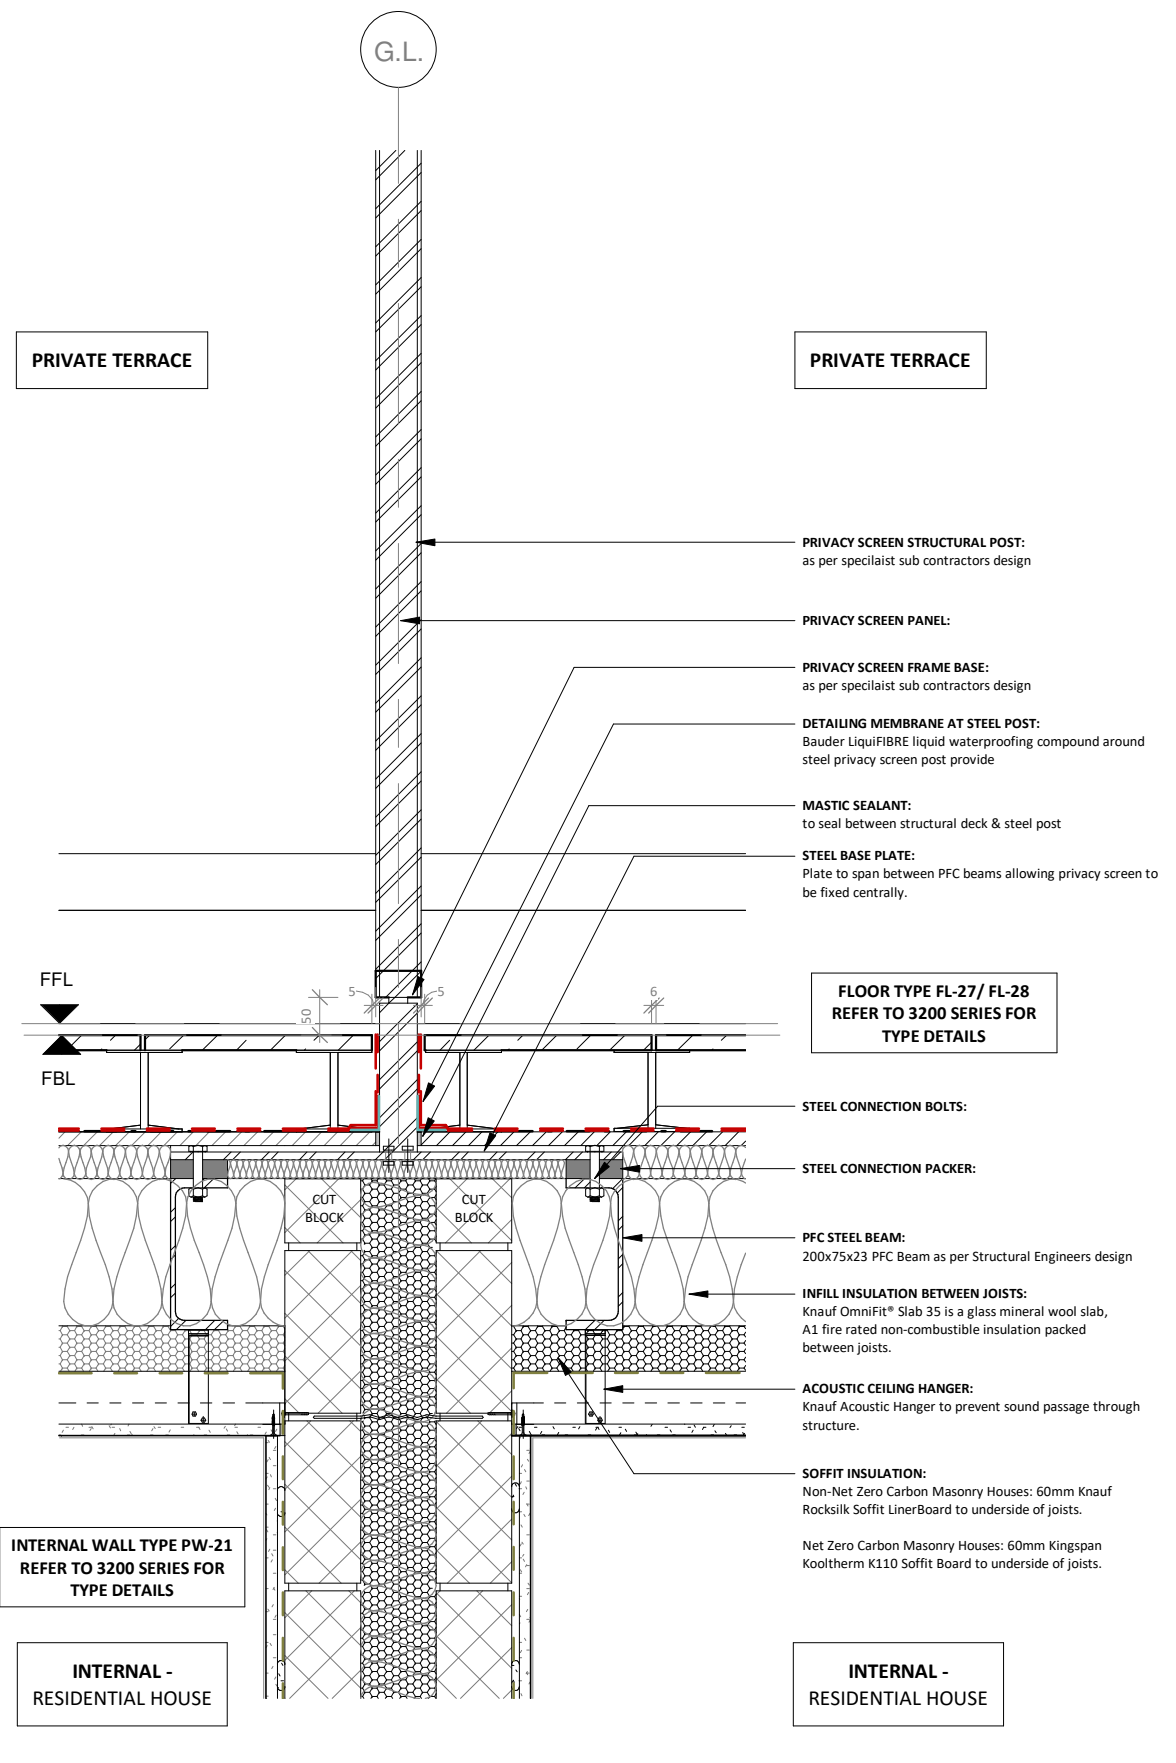 G.L.
PRIVATE TERRACE
PRIVATE TERRACE
PRIVACY SCREEN STRUCTURAL POST:
as per specilaist sub contractors design
PRIVACY SCREEN PANEL:
PRIVACY SCREEN FRAME BASE:
as per specilaist sub contractors design
DETAILING MEMBRANE AT STEEL POST:
Bauder LiquiFIBRE liquid waterproofing compound around
steel privacy screen post provide
MASTIC SEALANT:
to seal between structural deck & steel post
STEEL BASE PLATE:
Plate to span between PFC beams allowing privacy screen to
be fixed centrally.
FFL
FBL
50
5
5
6
FLOOR TYPE FL-27/ FL-28
REFER TO 3200 SERIES FOR
TYPE DETAILS
STEEL CONNECTION BOLTS:
STEEL CONNECTION PACKER:
CUT
BLOCK
CUT
BLOCK
PFC STEEL BEAM:
200x75x23 PFC Beam as per Structural Engineers design
INFILL INSULATION BETWEEN JOISTS:
Knauf OmniFit® Slab 35 is a glass mineral wool slab,
A1 fire rated non-combustible insulation packed
between joists.
ACOUSTIC CEILING HANGER:
Knauf Acoustic Hanger to prevent sound passage through
structure.
SOFFIT INSULATION:
Non-Net Zero Carbon Masonry Houses: 60mm Knauf
Rocksilk Soffit LinerBoard to underside of joists.
Net Zero Carbon Masonry Houses: 60mm Kingspan
Kooltherm K110 Soffit Board to underside of joists.
INTERNAL WALL TYPE PW-21
REFER TO 3200 SERIES FOR
TYPE DETAILS
INTERNAL -
RESIDENTIAL HOUSE
INTERNAL -
RESIDENTIAL HOUSE